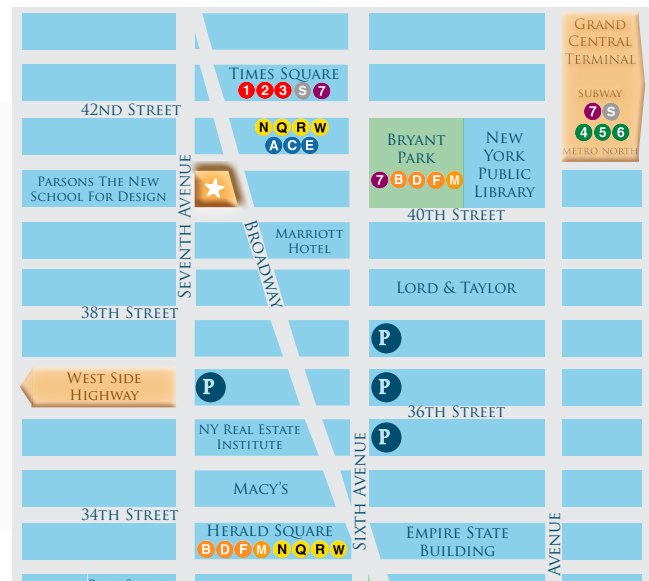 GRAND
CENTRAL
TERMINAL
SUBWAY
7 S
4 5 6
METRO NORTH
TIMES SQUARE
1 2 3 S 7
42ND STREET
N Q R W
A C E
BRYANT
PARK
7 B D F M
NEW
YORK
PUBLIC
LIBRARY
PARSONS THE NEW
SCHOOL FOR DESIGN
SEVENTH AVENUE
40TH STREET
BROADWAY
MARRIOTT
HOTEL
LORD & TAYLOR
38TH STREET
P
WEST SIDE
HIGHWAY
P
P
36TH STREET
NY REAL ESTATE
INSTITUTE
P
SIXTH AVENUE
MACY'S
34TH STREET
HERALD SQUARE
B D F M N Q R W
EMPIRE STATE
BUILDING
AVENUE